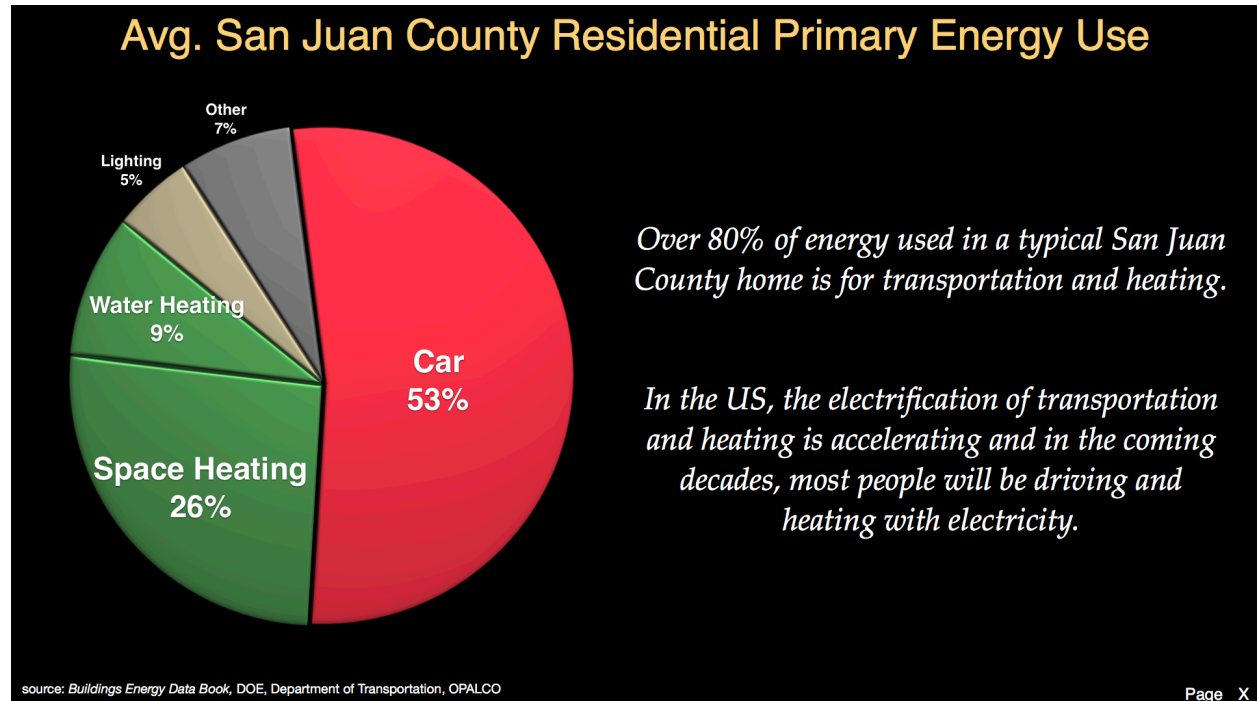 Avg. San Juan County Residential Primary Energy Use
Other
7%
Lighting
5%
Water Heating
9%
Car
53%
Space Heating
26%
Over 80% of energy used in a typical San Juan
County home is for transportation and heating.
In the US, the electrification of transportation
and heating is accelerating and in the coming
decades, most people will be driving and
heating with electricity.
source: Buildings Energy Data Book, DOE, Department of Transportation, OPALCO
Page X